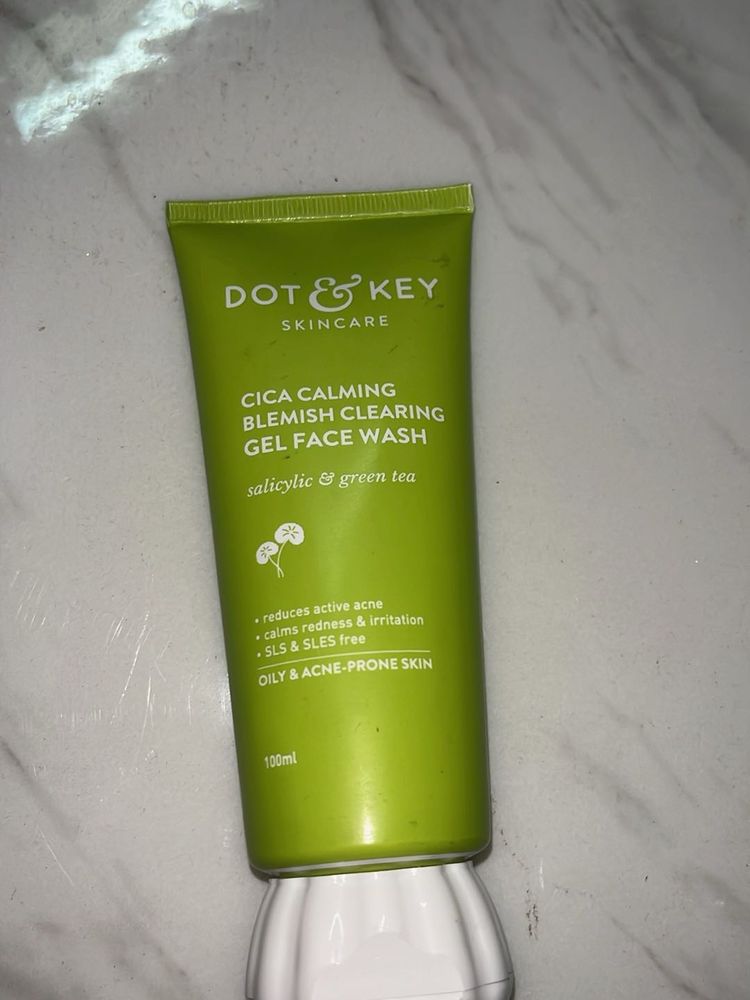 DOT & KEY
SKINCARE
CICA CALMING
BLEMISH CLEARING
GEL FACE WASH
salicylic & green tea
• reduces active acne
• calms redness & irritation
• SLS & SLES free
OILY & ACNE-PRONE SKIN
100ml